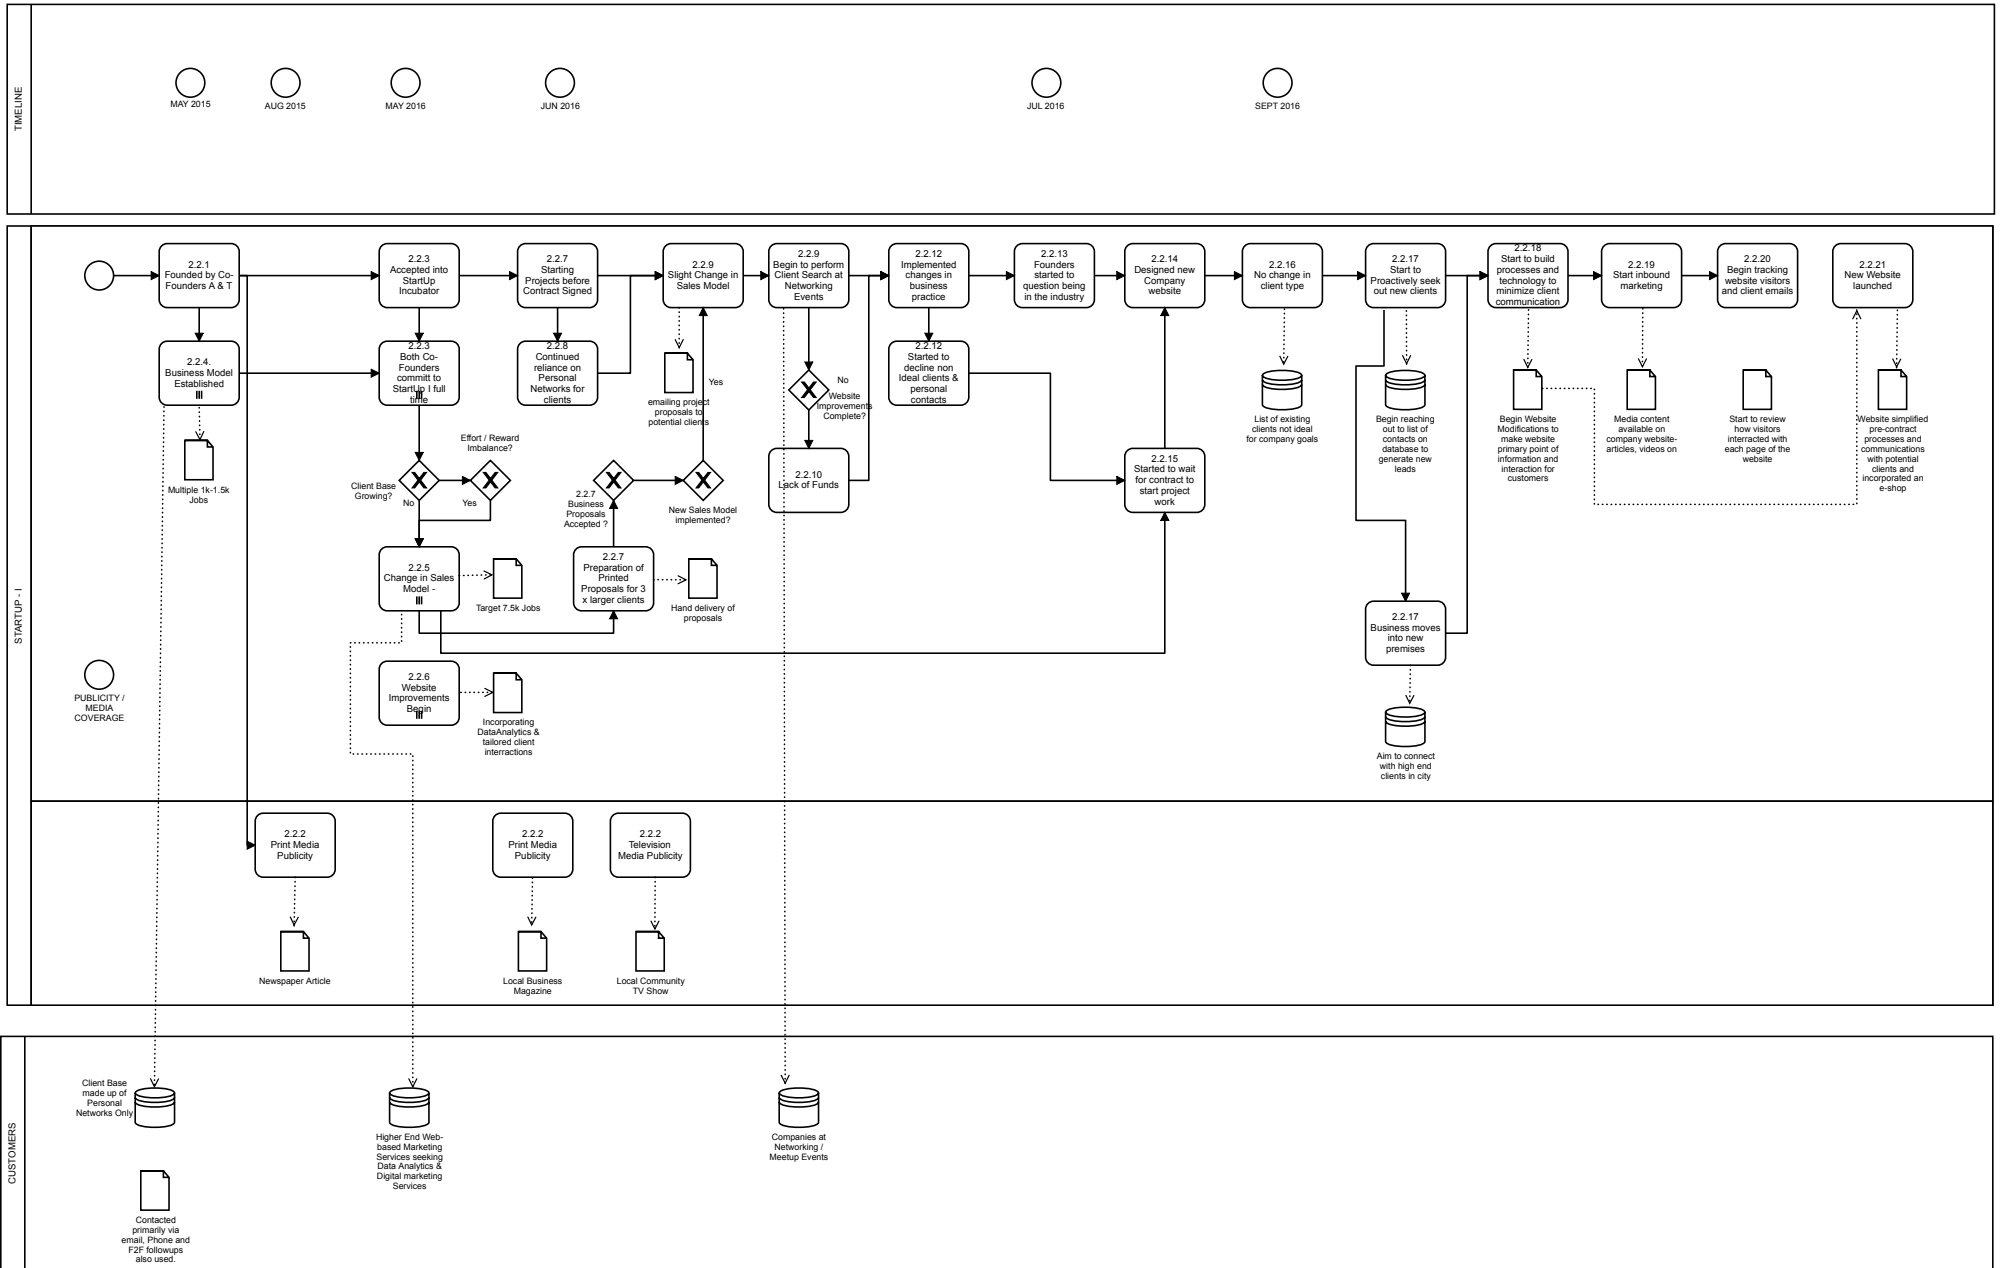 TIMELINE
MAY 2015
AUG 2015
MAY 2016
JUN 2016
JUL 2016
SEPT 2016
STARTUP - I
2.2.1
Founded by Co-
Founders A & T
2.2.3
Accepted into
StartUp
Incubator
2.2.7
Starting
Projects before
Contract Signed
2.2.9
Slight Change in
Sales Model
2.2.9
Begin to perform
Client Search at
Networking
Events
2.2.12
Implemented
changes in
business
practice
2.2.13
Founders
started to
question being
in the industry
2.2.14
Designed new
Company
website
2.2.16
No change in
client type
2.2.17
Start to
Proactively seek
out new clients
2.2.18
Start to build
processes and
technology to
minimize client
communication
2.2.19
Start inbound
marketing
2.2.20
Begin tracking
website visitors
and client emails
2.2.21
New Website
launched
2.2.4.
Business Model
Established
2.2.3
Both Co-
Founders
committ to
StartUp I full
time
2.2.8
Continued
reliance on
Personal
Networks for
clients
emailing project
proposals to
potential clients
Yes
No
Website
Improvements
Complete?
2.2.12
Started to
decline non
Ideal clients &
personal
contacts
List of existing
clients not ideal
for company goals
Begin reaching
out to list of
contacts on
database to
generate new
leads
Begin Website
Modifications to
make website
primary point of
information and
interaction for
customers
Media content
available on
company website-
articles, videos on
Start to review
how visitors
interracted with
each page of the
website
Website simplified
pre-contract
processes and
communications
with potential
clients and
incorporated an
e-shop
Multiple 1k-1.5k
Jobs
Client Base
Growing?
No
Effort / Reward
Imbalance?
Yes
2.2.7
Business
Proposals
Accepted ?
New Sales Model
implemented?
2.2.10
Lack of Funds
2.2.15
Started to wait
for contract to
start project
work
2.2.5
Change in Sales
Model -
Target 7.5k Jobs
2.2.7
Preparation of
Printed
Proposals for 3
x larger clients
Hand delivery of
proposals
2.2.17
Business moves
into new
premises
PUBLICITY /
MEDIA
COVERAGE
2.2.6
Website
Improvements
Begin
Incorporating
DataAnalytics &
tailored client
interractions
Aim to connect
with high end
clients in city
2.2.2
Print Media
Publicity
2.2.2
Print Media
Publicity
2.2.2
Television
Media Publicity
Newspaper Article
Local Business
Magazine
Local Community
TV Show
CUSTOMERS
Client Base
made up of
Personal
Networks Only
Higher End Web-
based Marketing
Services seeking
Data Analytics &
Digital marketing
Services
Companies at
Networking /
Meetup Events
Contacted
primarily via
email, Phone and
F2F followups
also used.